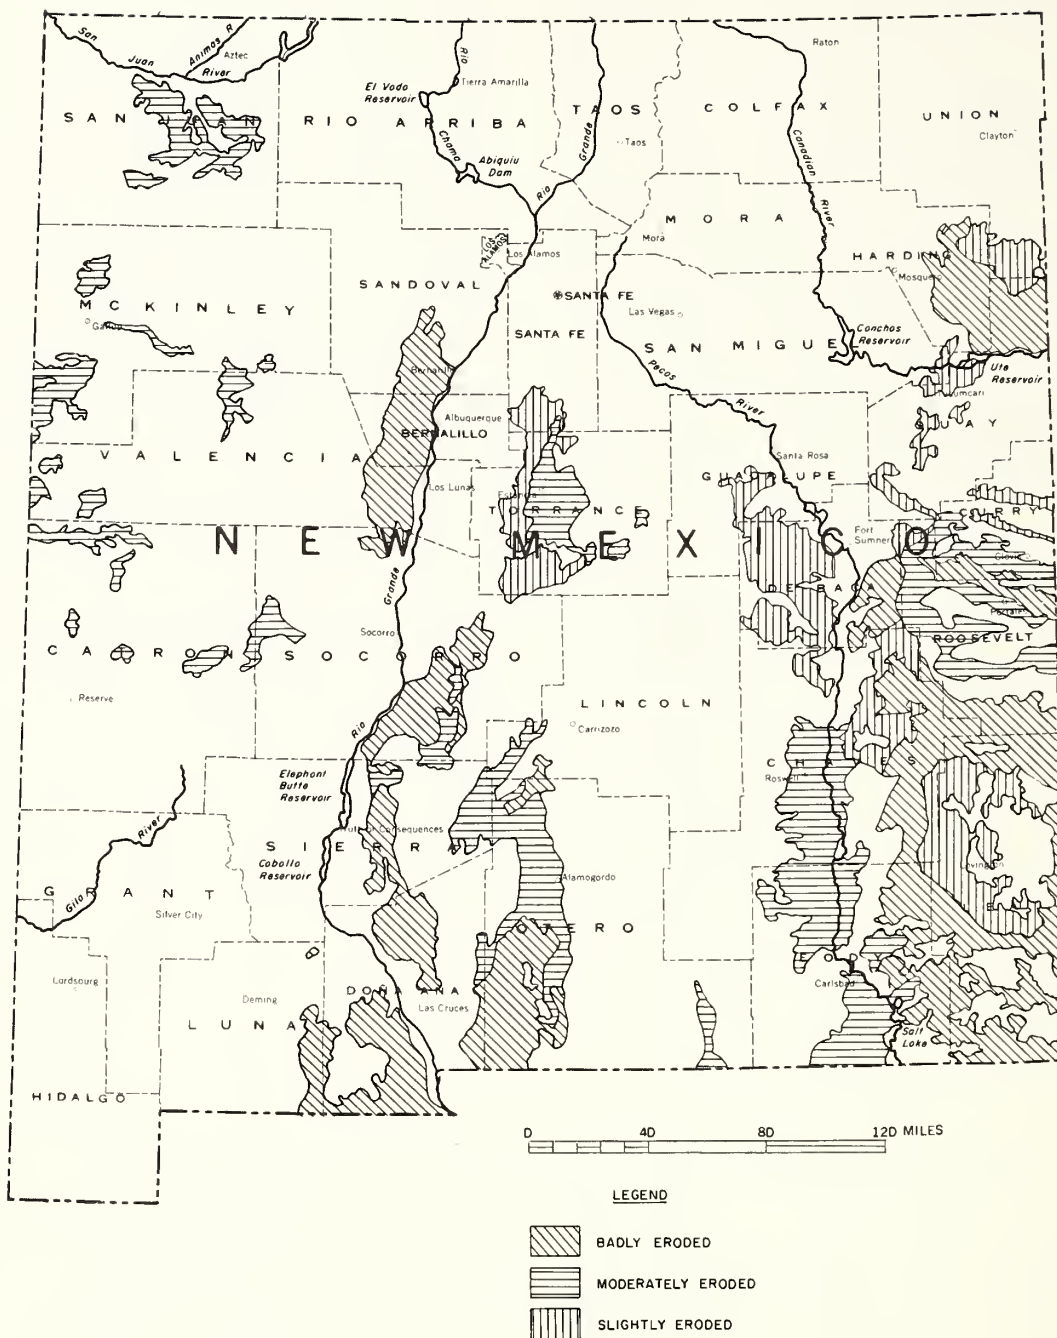 San
Juan
River
Animas R
Aztec
El Vado
Reservoir
Rio
Tierra Amarilla
Raton
SAN JUAN
RIO ARRIBA
TAOS
COLFAX
UNION
Clayton
Taos
Grande
Canadian
River
Chama
Abiquiu
Dam
Rio
MORA
Mora
LOS
ALAMOS
Los Alamos
HARDING
Mosquero
SANDOVAL
SANTA FE
MCKINLEY
Gallup
Las Vegas
SANTA FE
SAN MIGUEL
Conchas
Reservoir
Ute
Reservoir
Bernalillo
Pecos
River
Tucumcari
QUAY
Albuquerque
BERNALILLO
VALENCIA
Santa Rosa
GUADALUPE
Los Lunas
Estancia
TORRANCE
CURRY
NEW MEXICO
Fort
Sumner
Clovis
Grande
DE BACA
Portales
Socorro
ROOSEVELT
CATRON
SOCORRO
Reserve
LINCOLN
Carrizozo
Rio
Elephant
Butte
Reservoir
CHAVES
Roswell
Truth or Consequences
SIERRA
River
Caballo
Reservoir
Lovington
LEA
GRANT
Gila
Silver City
Alamogordo
OTERO
EDDY
Carlsbad
Lordsburg
Deming
DONA ANA
Las Cruces
LUNA
Salt
Lake
HIDALGO
0 40 80 120 MILES
LEGEND
BADLY ERODED
MODERATELY ERODED
SLIGHTLY ERODED